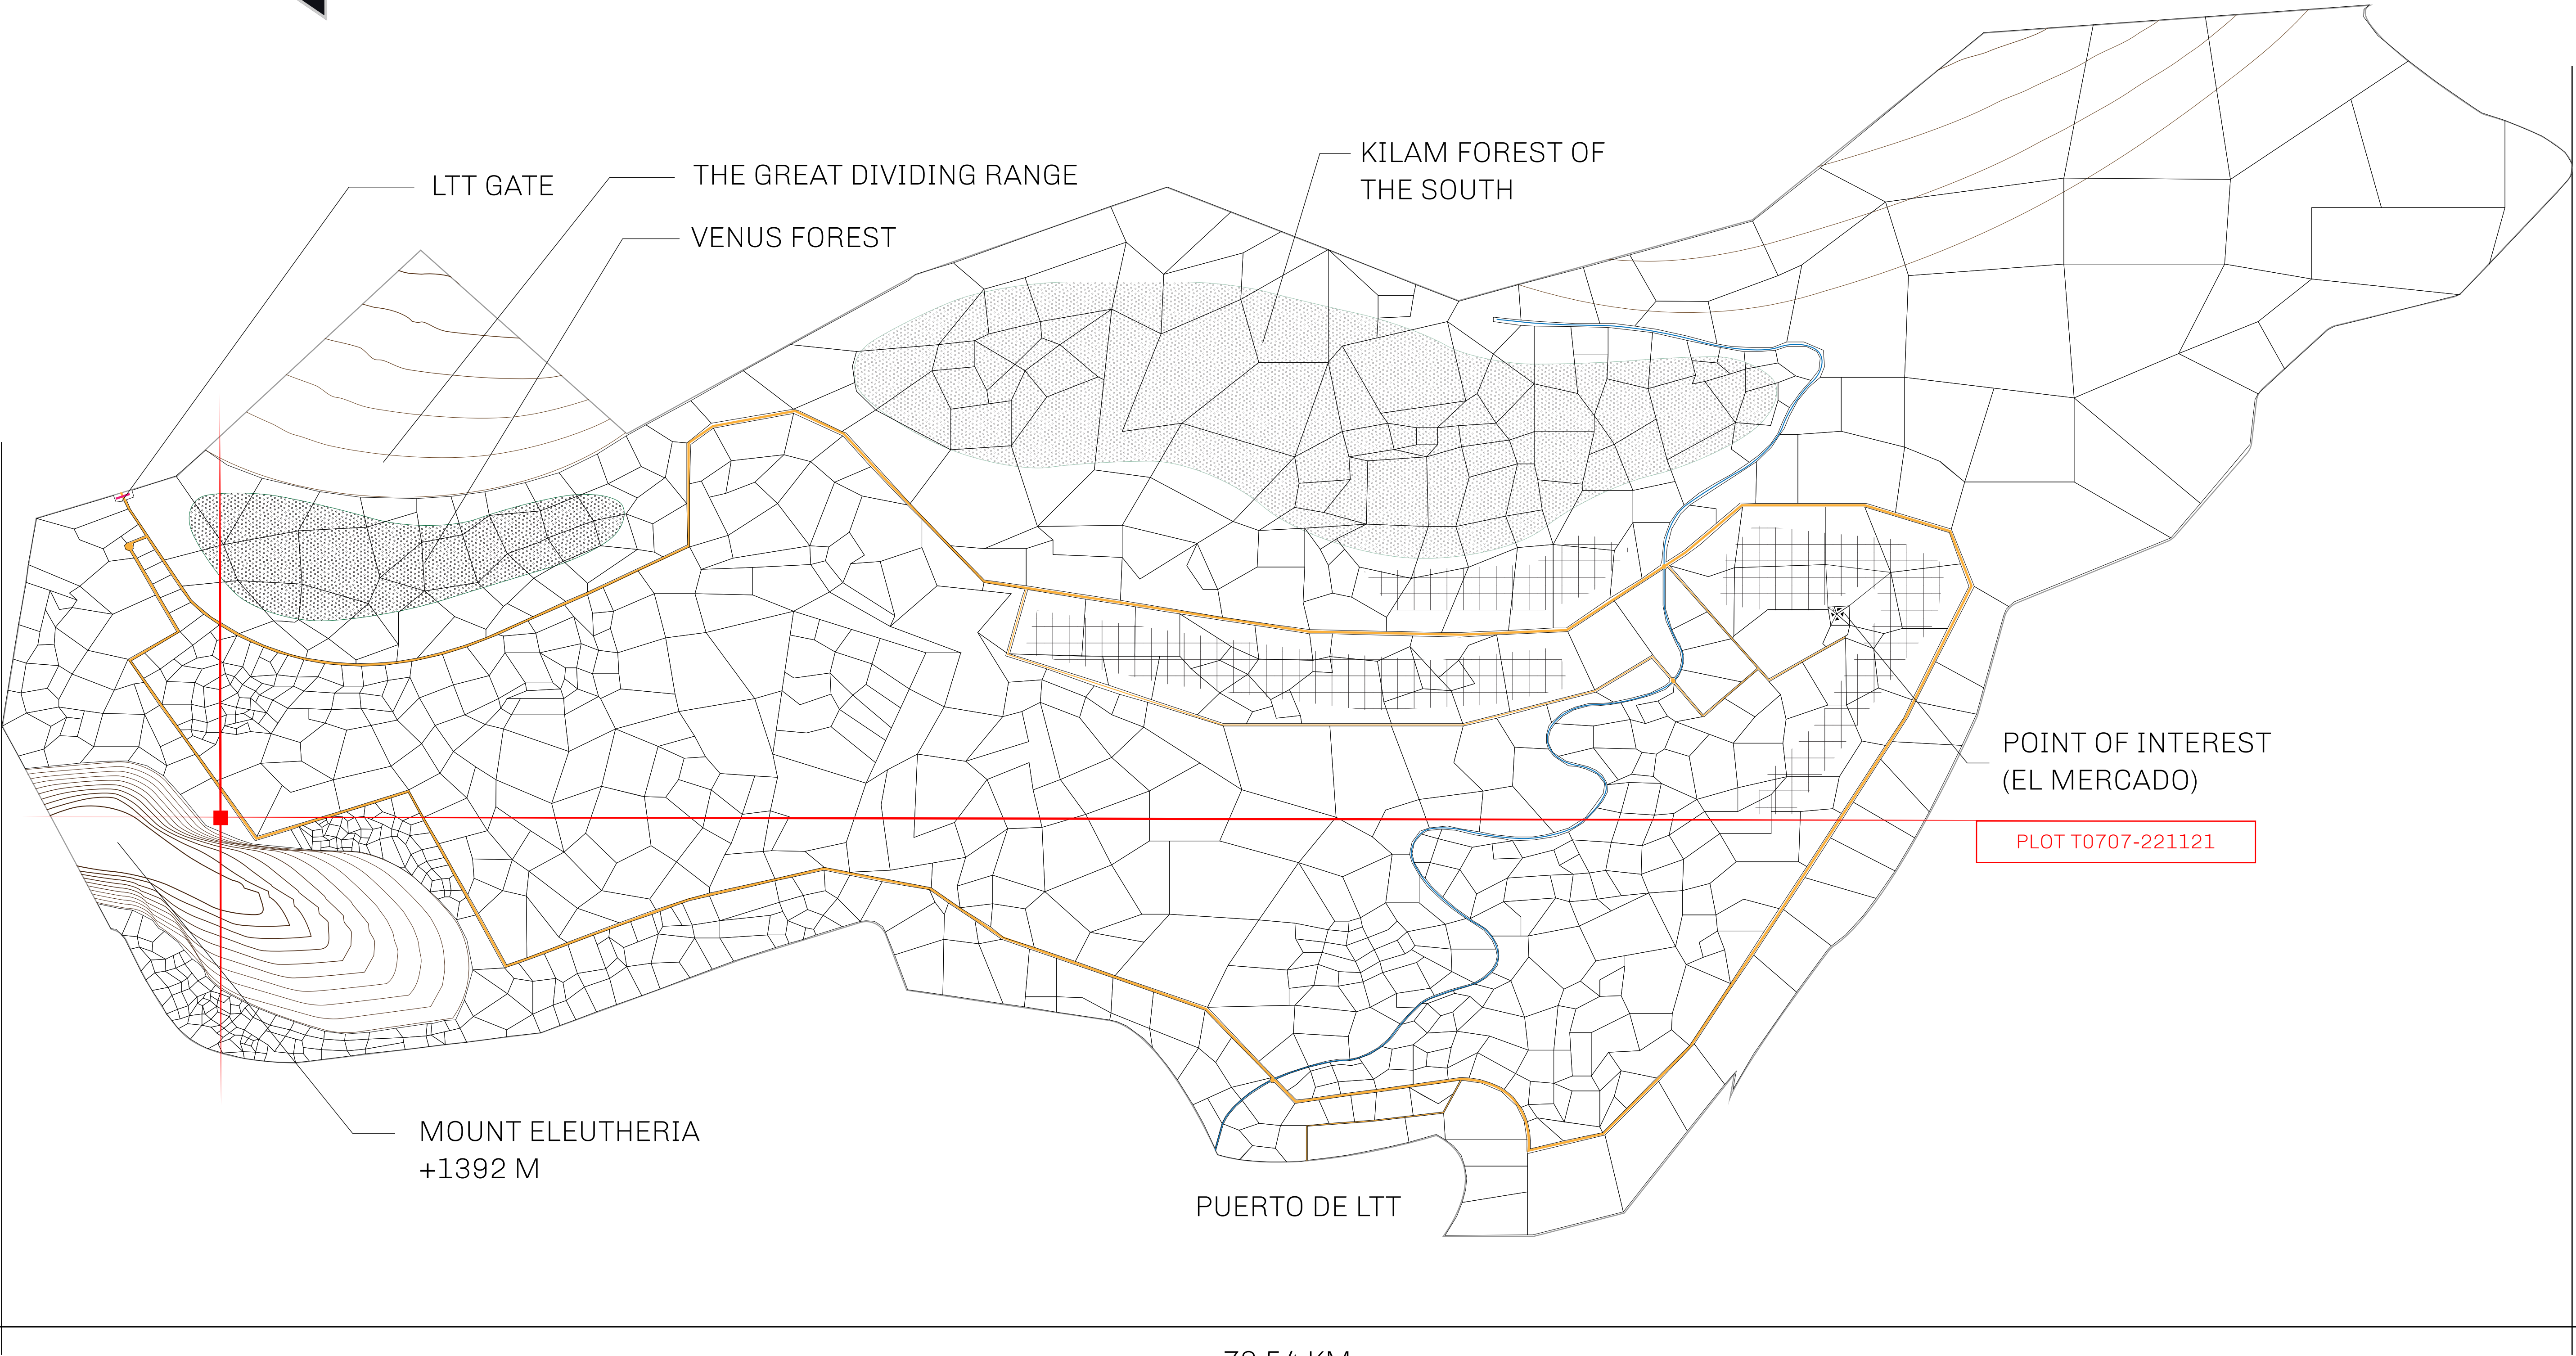 KILAM FOREST OF
THE SOUTH
LTT GATE
THE GREAT DIVIDING RANGE
VENUS FOREST
POINT OF INTEREST
(EL MERCADO)
PLOT T0707-221121
MOUNT ELEUTHERIA
+1392 M
PUERTO DE LTT
KM